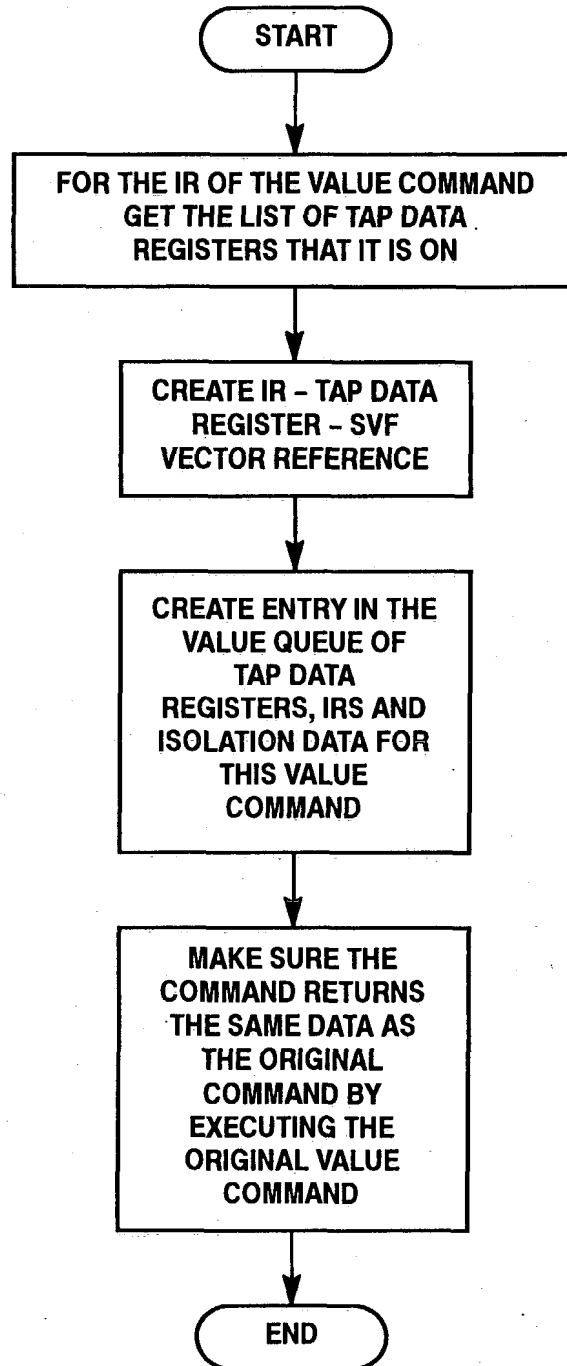 START
FOR THE IR OF THE VALUE COMMAND
GET THE LIST OF TAP DATA
REGISTERS THAT IT IS ON
CREATE IR – TAP DATA
REGISTER – SVF
VECTOR REFERENCE
CREATE ENTRY IN THE
VALUE QUEUE OF
TAP DATA
REGISTERS, IRS AND
ISOLATION DATA FOR
THIS VALUE
COMMAND
MAKE SURE THE
COMMAND RETURNS
THE SAME DATA AS
THE ORIGINAL
COMMAND BY
EXECUTING THE
ORIGINAL VALUE
COMMAND
END